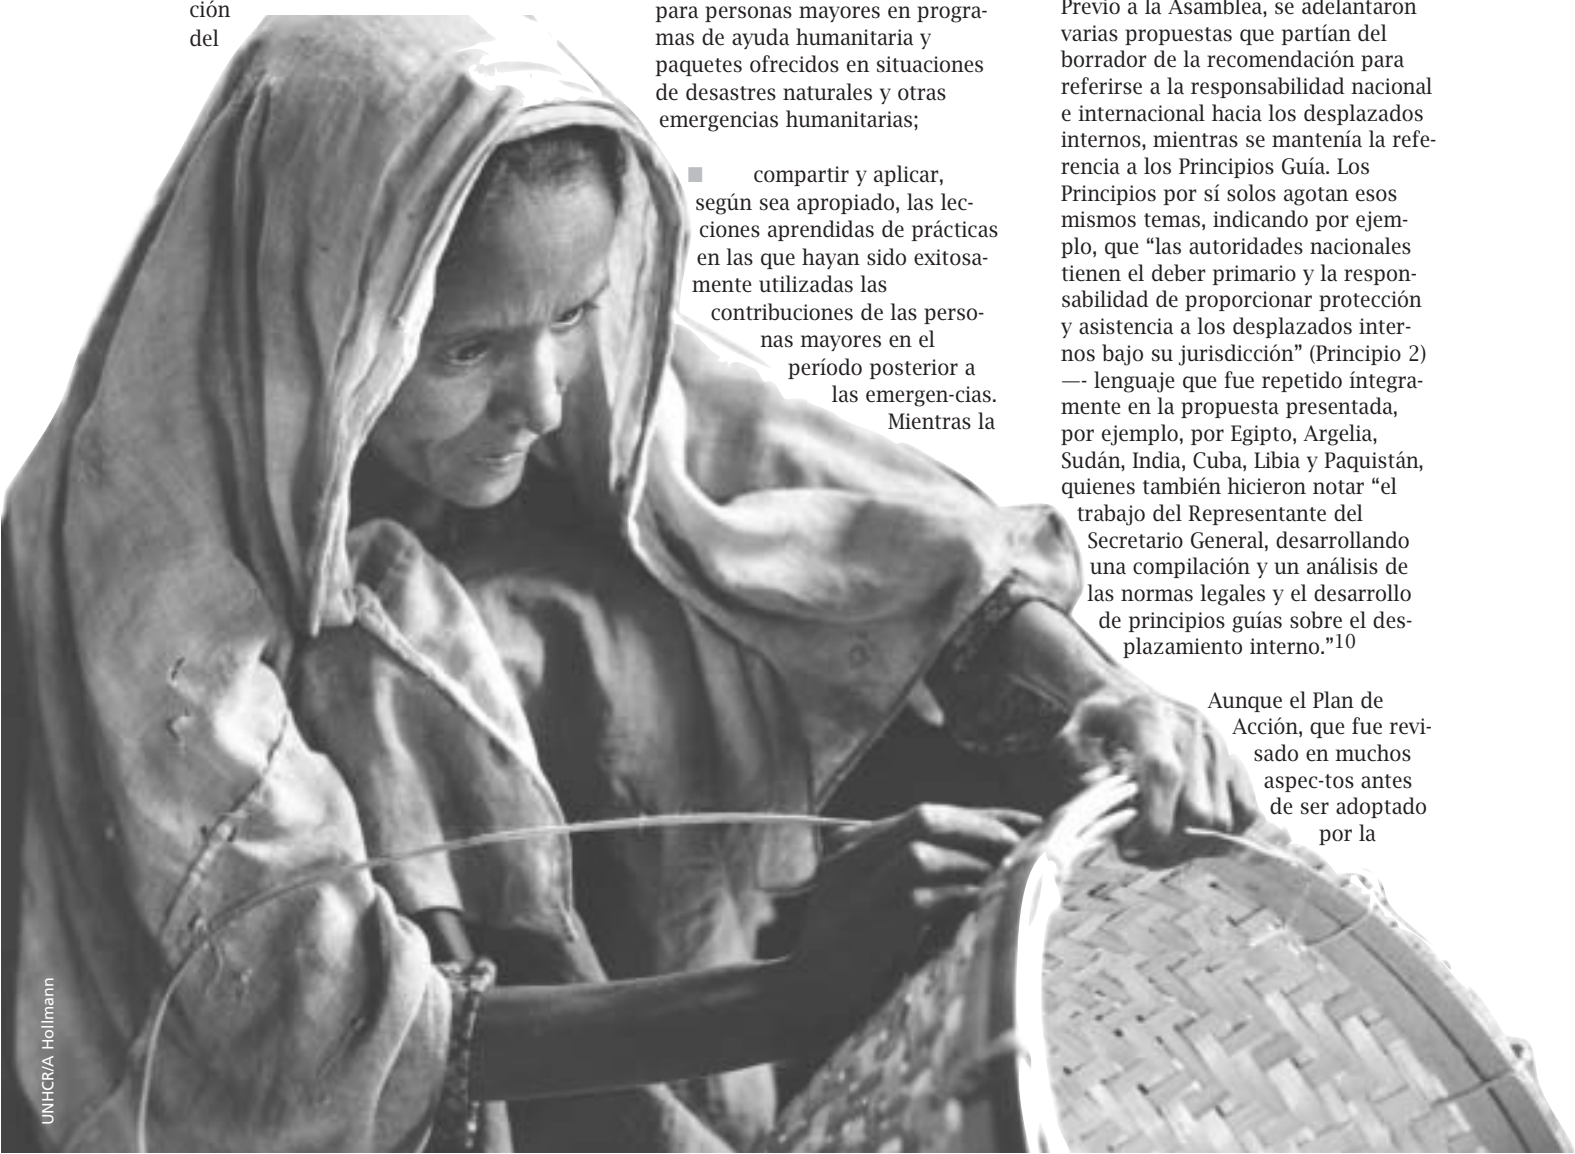 ción
del
para personas mayores en progra-
mas de ayuda humanitaria y
paquetes ofrecidos en situaciones
de desastres naturales y otras
emergencias humanitarias;
■ compartir y aplicar,
según sea apropiado, las lec-
ciones aprendidas de prácticas
en las que hayan sido exitosa-
mente utilizadas las
contribuciones de las perso-
nas mayores en el
período posterior a
las emergen-cias.
Mientras la
Previo a la Asamblea, se adelantaron
varias propuestas que partían del
borrador de la recomendación para
referirse a la responsabilidad nacional
e internacional hacia los desplazados
internos, mientras se mantenía la refe-
rencia a los Principios Guía. Los
Principios por sí solos agotan esos
mismos temas, indicando por ejem-
plo, que “las autoridades nacionales
tienen el deber primario y la respon-
sabilidad de proporcionar protección
y asistencia a los desplazados inter-
nos bajo su jurisdicción” (Principio 2)
—- lenguaje que fue repetido íntegra-
mente en la propuesta presentada,
por ejemplo, por Egipto, Argelia,
Sudán, India, Cuba, Libia y Paquistán,
quienes también hicieron notar “el
trabajo del Representante del
Secretario General, desarrollando
una compilación y un análisis de
las normas legales y el desarrollo
de principios guías sobre el des-
plazamiento interno.”10
Aunque el Plan de
Acción, que fue revi-
sado en muchos
aspec-tos antes
de ser adoptado
por la
UNHCR/A Hollmann